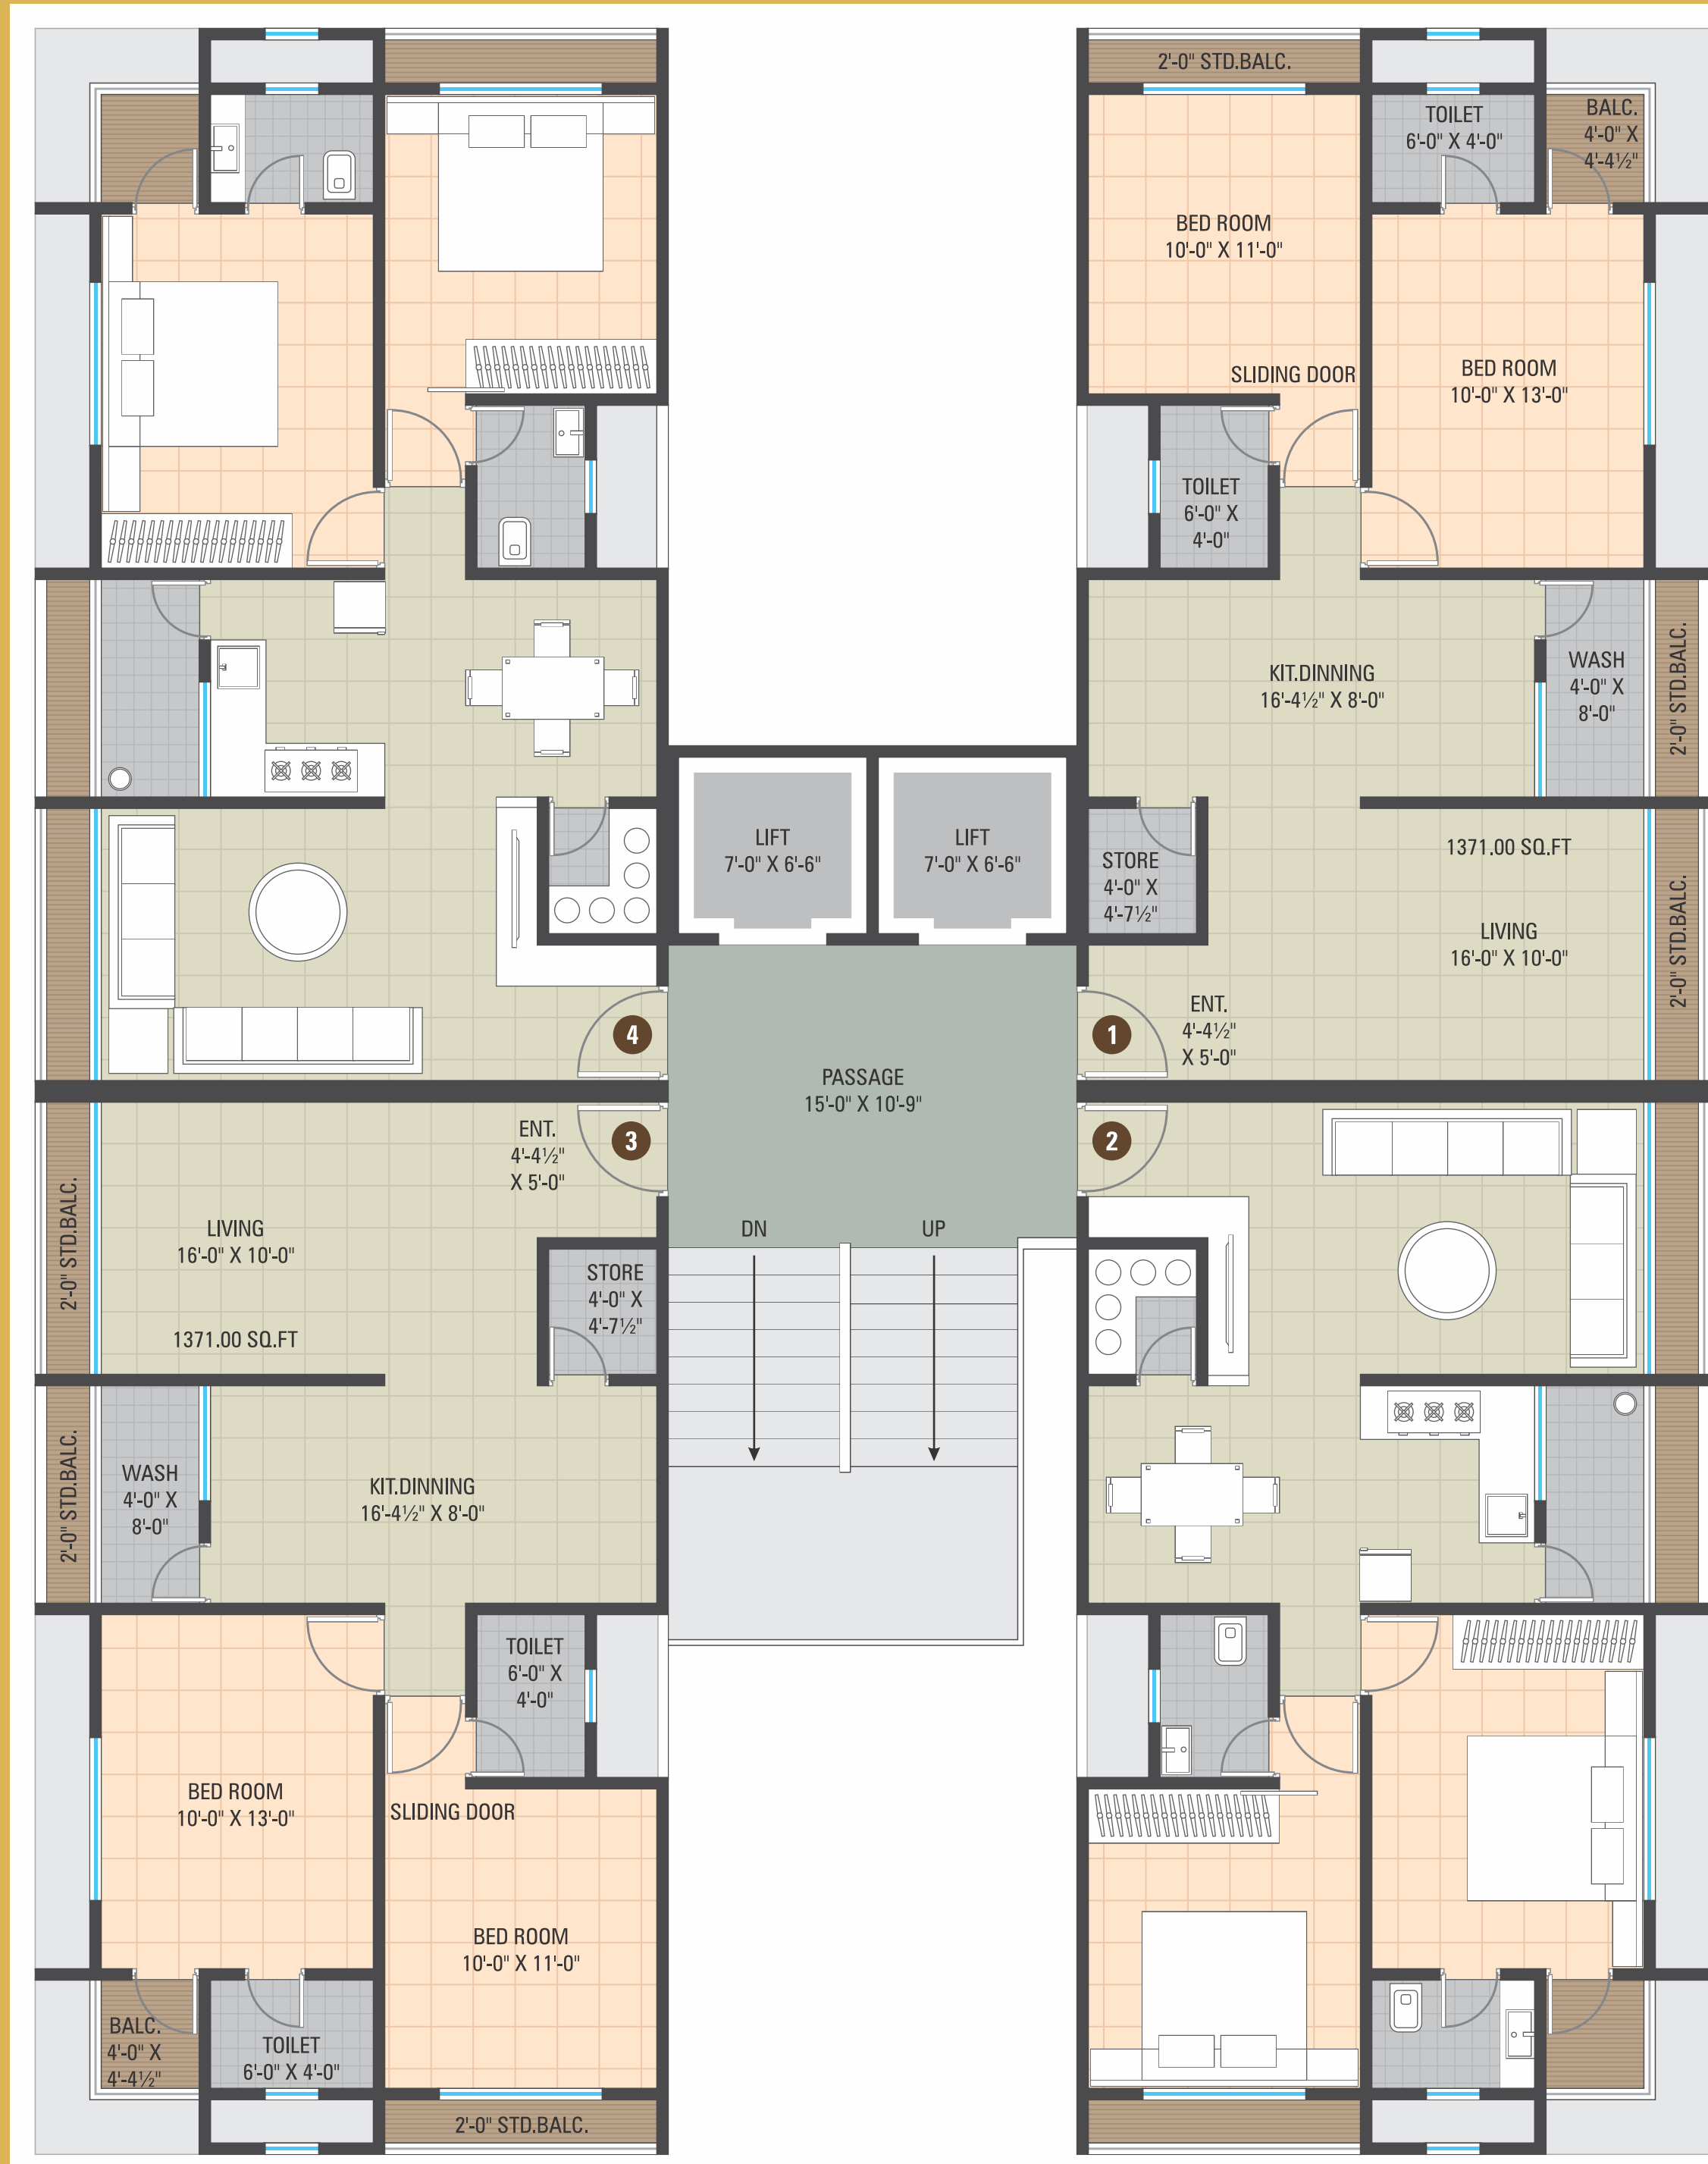 2'-0" STD.BALC.
TOILET
6'-0" X 4'-0"
BALC.
4'-0" X
4'-4½"
BED ROOM
10'-0" X 11'-0"
SLIDING DOOR
BED ROOM
10'-0" X 13'-0"
TOILET
6'-0" X
4'-0"
KIT.DINNING
16'-4½" X 8'-0"
WASH
4'-0" X
8'-0"
2'-0" STD.BALC.
LIFT
7'-0" X 6'-6"
LIFT
7'-0" X 6'-6"
STORE
4'-0" X
4'-7½"
1371.00 SQ.FT
LIVING
16'-0" X 10'-0"
2'-0" STD.BALC.
ENT.
4'-4½"
X 5'-0"
4
1
PASSAGE
15'-0" X 10'-9"
3
2
ENT.
4'-4½"
X 5'-0"
DN
UP
LIVING
16'-0" X 10'-0"
2'-0" STD.BALC.
STORE
4'-0" X
4'-7½"
1371.00 SQ.FT
2'-0" STD.BALC.
WASH
4'-0" X
8'-0"
KIT.DINNING
16'-4½" X 8'-0"
TOILET
6'-0" X
4'-0"
BED ROOM
10'-0" X 13'-0"
SLIDING DOOR
BED ROOM
10'-0" X 11'-0"
BALC.
4'-0" X
4'-4½"
TOILET
6'-0" X 4'-0"
2'-0" STD.BALC.